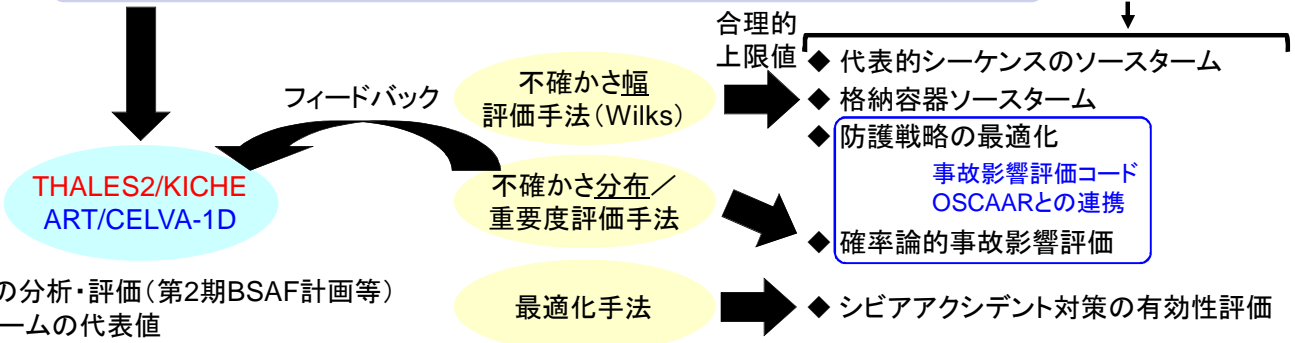 合理的
上限値
◆ 代表的シーケンスのソースターム
不確かさ幅
評価手法(Wilks)
フィードバック
◆ 格納容器ソースターム
◆ 防護戦略の最適化
事故影響評価コード
OSCAARとの連携
THALES2/KICHE
ART/CELVA-1D
不確かさ分布/
重要度評価手法
◆ 確率論的事故影響評価
の分析・評価(第2期BSAF計画等)
ームの代表値
最適化手法
◆ シビアアクシデント対策の有効性評価